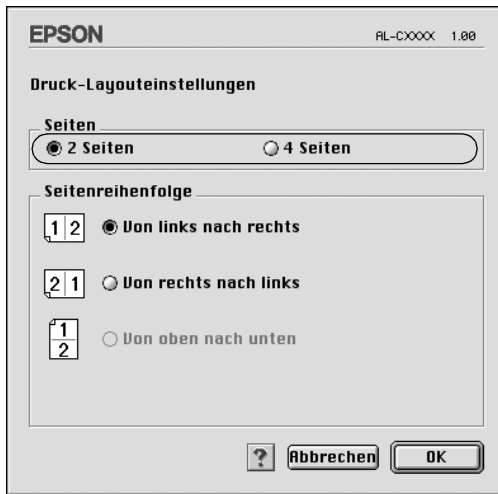 EPSON AL-CXXXX 1.00
Druck-Layouteinstellungen
Seiten
2 Seiten 4 Seiten
Seitenreihenfolge
1 2 Von links nach rechts
2 1 Von rechts nach links
1
2 Von oben nach unten
? Abbrechen OK